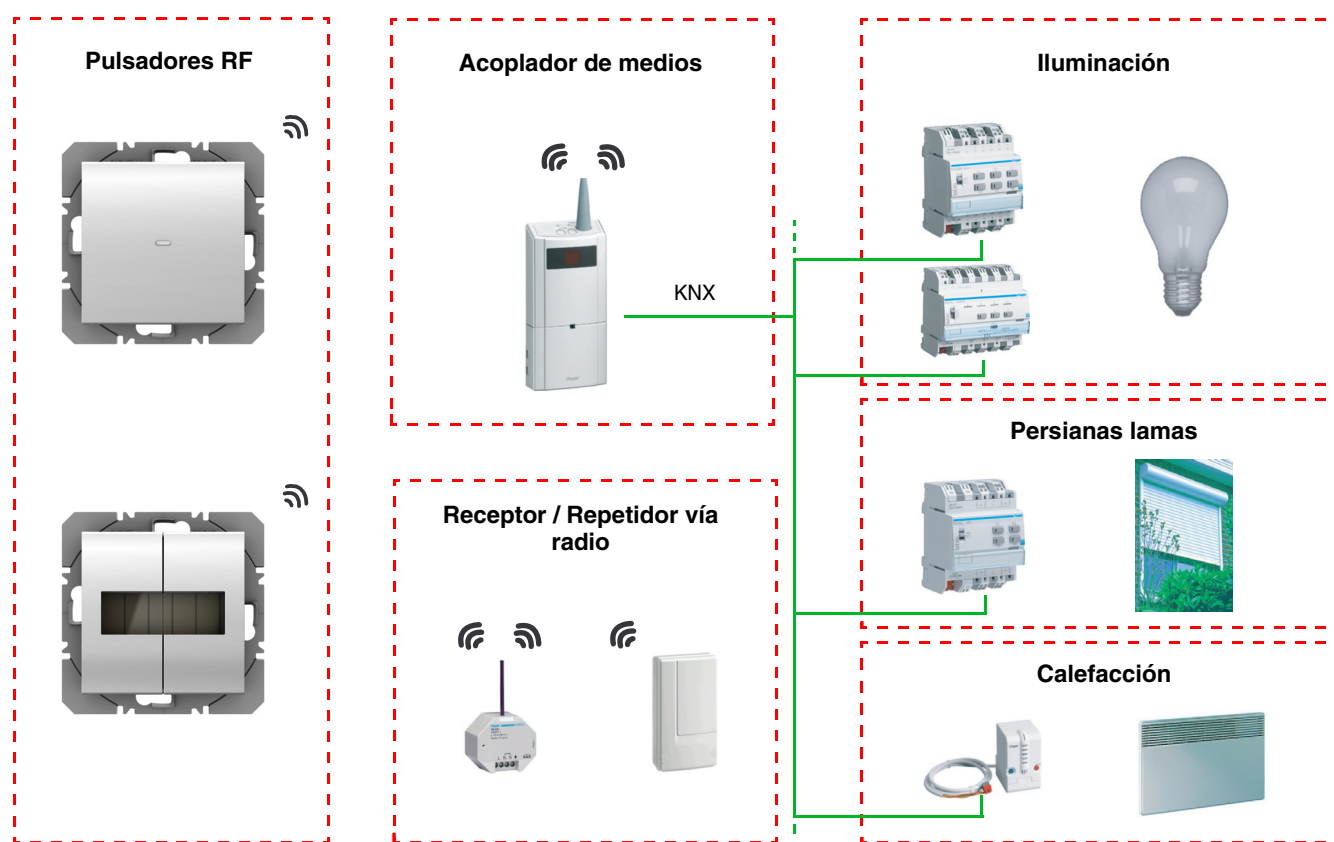 Pulsadores RF
Acoplador de medios
Iluminación
KNX
Persianas lamas
Receptor / Repetidor vía
radio
Calefacción